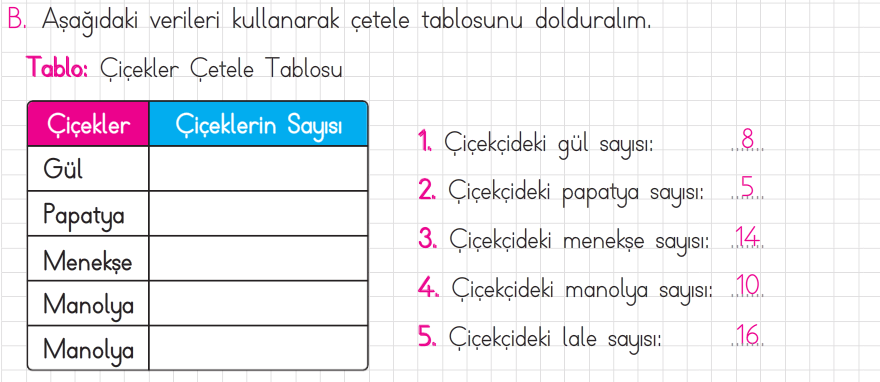 B. Aşağıdaki verileri kullanarak çetele tablosunu dolduralım.
Tablo: Çiçekler Çetele Tablosu
Çiçekler Çiçeklerin Sayısı
Gül
Papatya
Menekşe
Manolya
Manolya
1. Çiçekçideki gül sayısı: ..8..
2. Çiçekçideki papatya sayısı: ..5..
3. Çiçekçideki menekşe sayısı: ..14..
4. Çiçekçideki manolya sayısı: ..10..
5. Çiçekçideki lale sayısı: ..16..